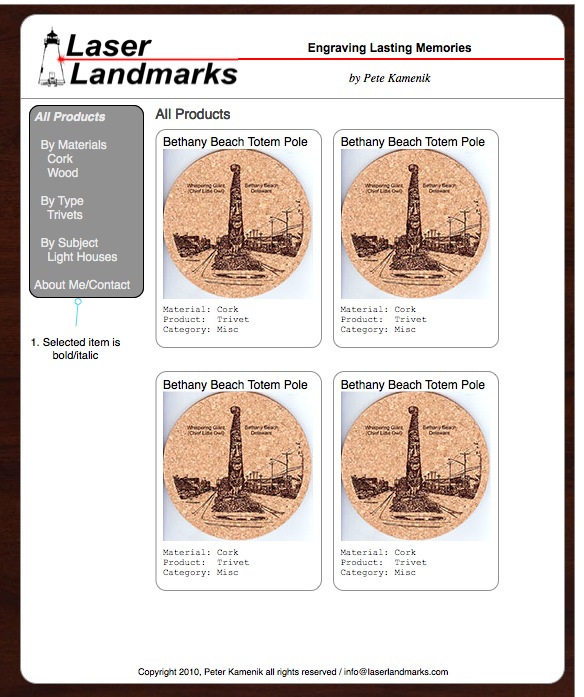 Laser
Landmarks
Engraving Lasting Memories
by Pete Kamenik
All Products
By Materials
Cork
Wood
By Type
Trivets
By Subject
Light Houses
About Me/Contact
1. Selected item is
bold/italic
All Products
Bethany Beach Totem Pole
Whispering Giant Bethany Beach
(Chief Little Owl) Delaware
Material: Cork
Product: Trivet
Category: Misc
Bethany Beach Totem Pole
Whispering Giant Bethany Beach
(Chief Little Owl) Delaware
Material: Cork
Product: Trivet
Category: Misc
Bethany Beach Totem Pole
Whispering Giant Bethany Beach
(Chief Little Owl) Delaware
Material: Cork
Product: Trivet
Category: Misc
Bethany Beach Totem Pole
Whispering Giant Bethany Beach
(Chief Little Owl) Delaware
Material: Cork
Product: Trivet
Category: Misc
Copyright 2010, Peter Kamenik all rights reserved / info@laserlandmarks.com